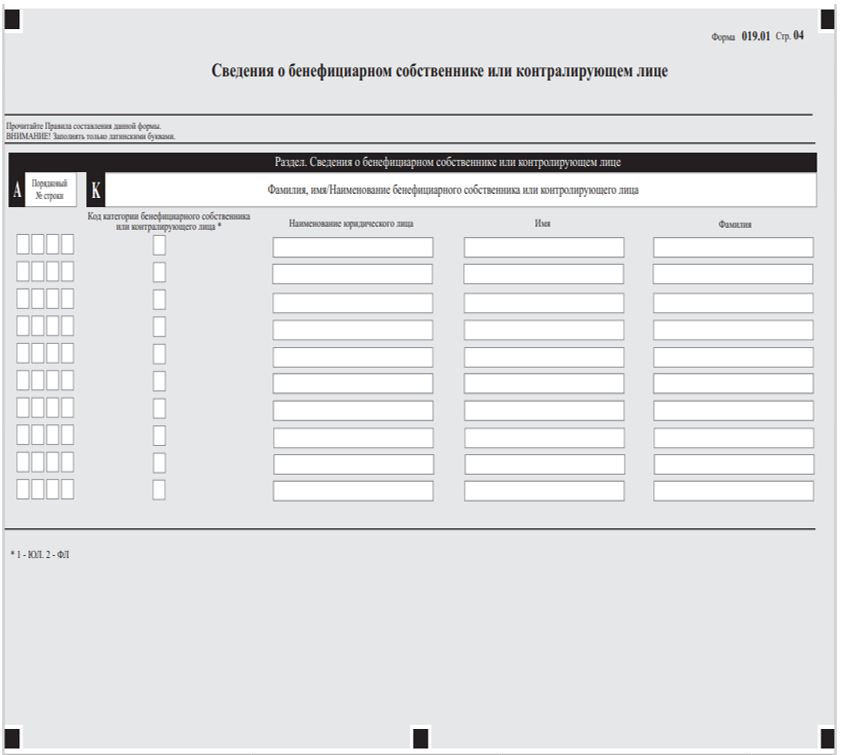 Форма 019.01 Стр. 04
Сведения о бенефициарном собственнике или контралирующем лице
Прочитайте Правила составления данной формы.
ВНИМАНИЕ! Заполнять только латинскими буквами.
Раздел. Сведения о бенефициарном собственнике или контролирующем лице
A Порядковый
№ строки
K Фамилия, имя/Наименование бенефициарного собственника или контролирующего лица
Код категории бенефициарного собственника
или контралирующего лица *
Наименование юридического лица
Имя
Фамилия
* 1 - ЮЛ. 2 - ФЛ